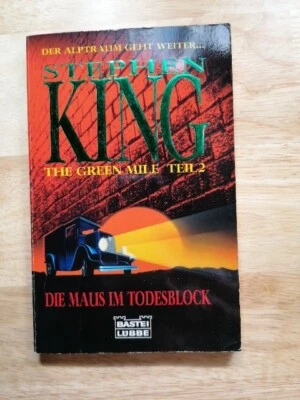 DER ALPTRAUM GEHT WEITER...
STEPHEN
KING
THE GREEN MILE TEIL 2
DIE MAUS IM TODESBLOCK
BASTEI
LÜBBE